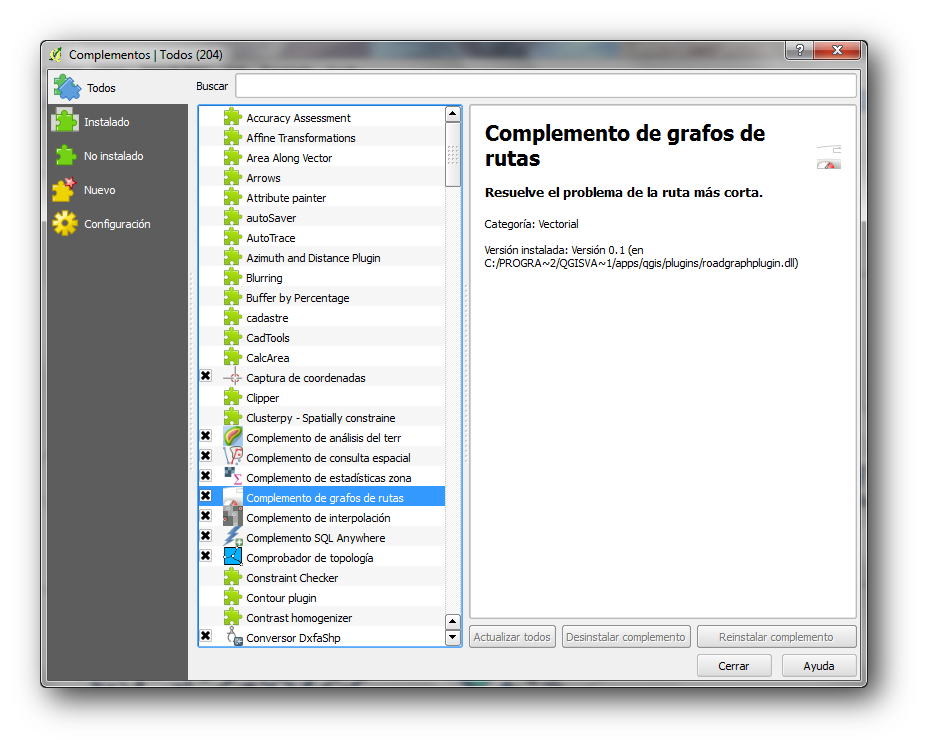 Complementos | Todos (204)
?
Todos
Instalado
No instalado
Nuevo
Configuración
Buscar
Accuracy Assessment
Affine Transformations
Area Along Vector
Arrows
Attribute painter
autoSaver
AutoTrace
Azimuth and Distance Plugin
Blurring
Buffer by Percentage
cadastre
CadTools
CalcArea
Captura de coordenadas
Clipper
Clusterpy - Spatially constraine
Complemento de análisis del terr
Complemento de consulta espacial
Complemento de estadísticas zona
Complemento de grafos de rutas
Complemento de interpolación
Complemento SQL Anywhere
Comprobador de topología
Constraint Checker
Contour plugin
Contrast homogenizer
Conversor DxfaShp
Complemento de grafos de
rutas
Resuelve el problema de la ruta más corta.
Categoría: Vectorial
Versión instalada: Versión 0.1 (en
C:/PROGRA~2/QGISVA~1/apps/qgis/plugins/roadgraphplugin.dll)
Actualizar todos
Desinstalar complemento
Reinstalar complemento
Cerrar
Ayuda